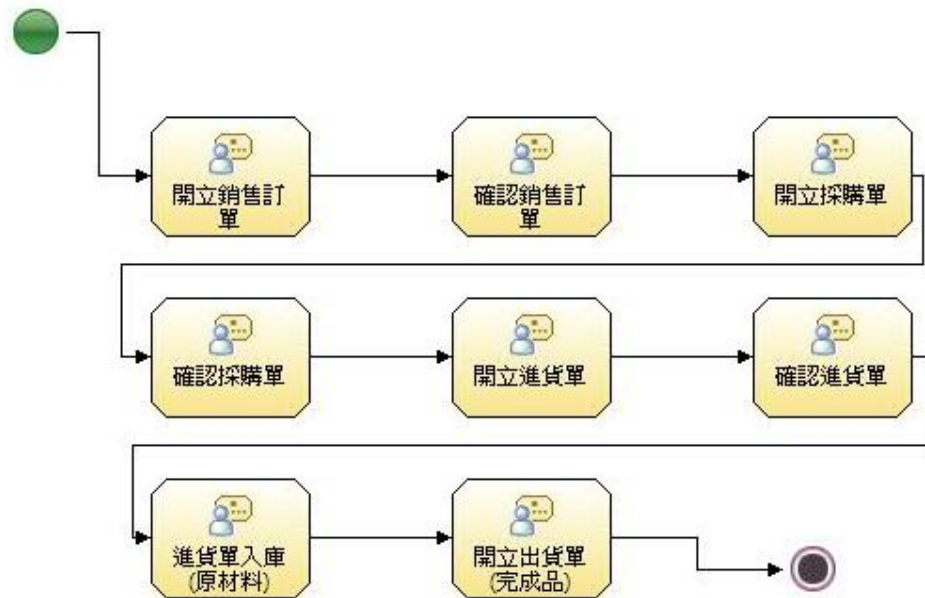 開立銷售訂
單
確認銷售訂
單
開立採購單
確認採購單
開立進貨單
確認進貨單
進貨單入庫
(原材料)
開立出貨單
(完成品)